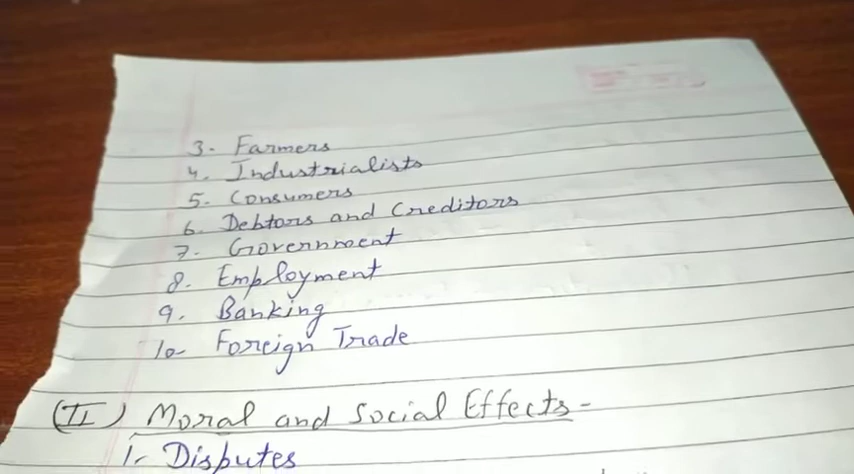 3. Farmers
4. Industrialists
5. Consumers
6. Debtors and Creditors
7. Government
8. Employment
9. Banking
10- Foreign Trade
(II) Moral and Social Effects-
1- Disputes